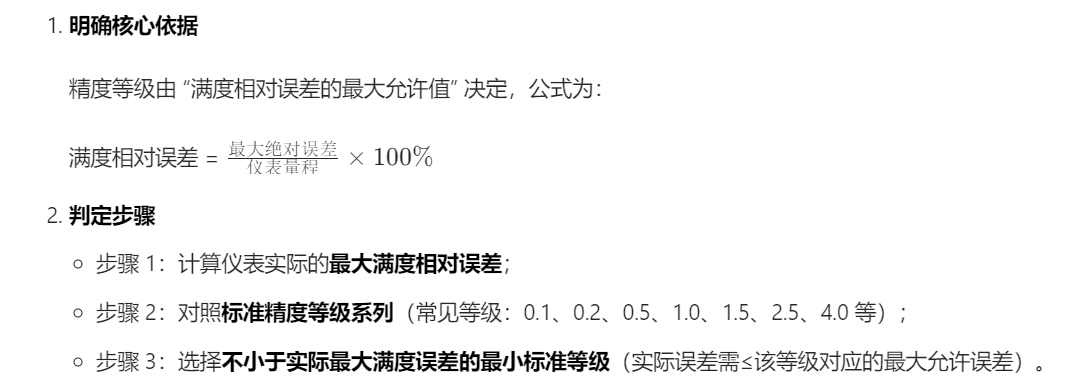 1. 明确核心依据
精度等级由 “满度相对误差的最大允许值” 决定，公式为：
满度相对误差 = 最大绝对误差/仪表量程 × 100%
2. 判定步骤
○ 步骤 1：计算仪表实际的最大满度相对误差；
○ 步骤 2：对照标准精度等级系列（常见等级：0.1、0.2、0.5、1.0、1.5、2.5、4.0 等）；
○ 步骤 3：选择不小于实际最大满度误差的最小标准等级（实际误差需≤该等级对应的最大允许误差）。